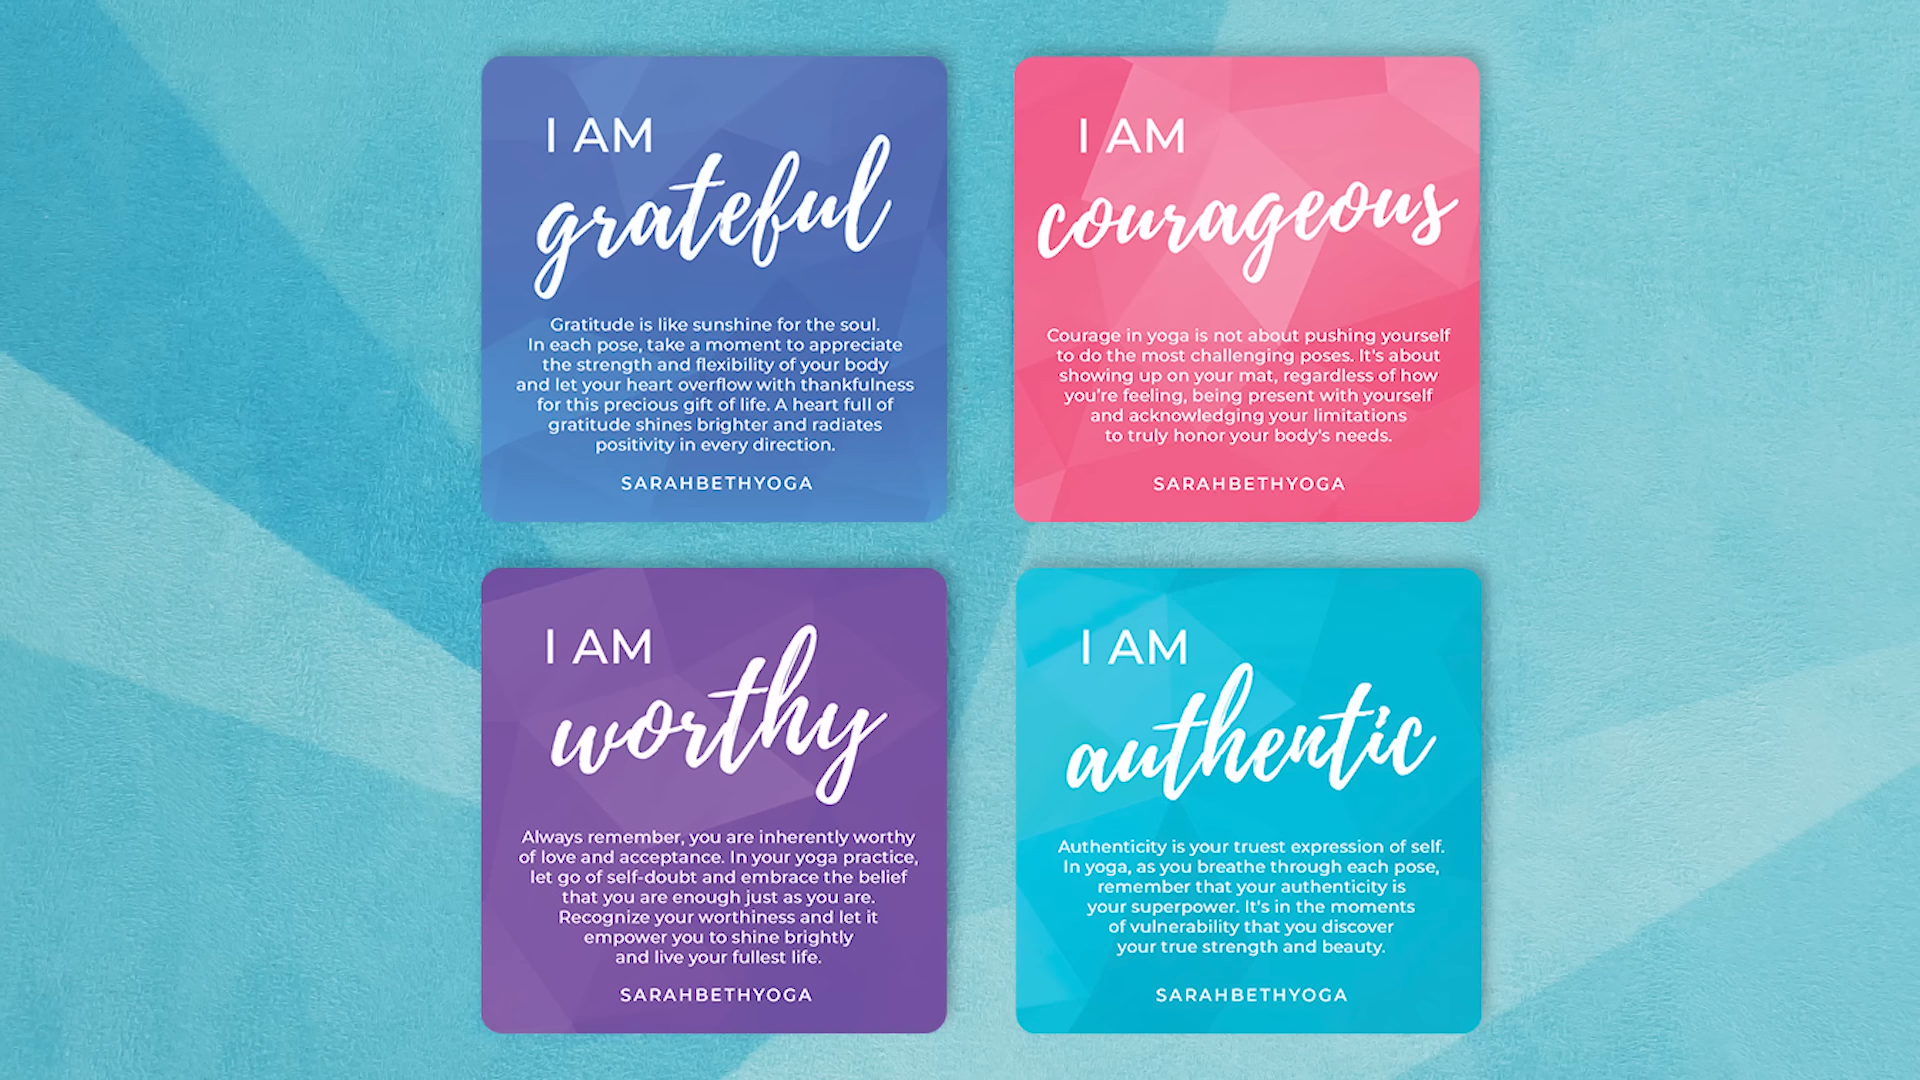 I AM
grateful
Gratitude is like sunshine for the soul.
In each pose, take a moment to appreciate
the strength and flexibility of your body
and let your heart overflow with thankfulness
for this precious gift of life. A heart full of
gratitude shines brighter and radiates
positivity in every direction.
SARAHBETHYOGA
I AM
courageous
Courage in yoga is not about pushing yourself
to do the most challenging poses. It's about
showing up on your mat, regardless of how
you're feeling, being present with yourself
and acknowledging your limitations
to truly honor your body's needs.
SARAHBETHYOGA
I AM
worthy
Always remember, you are inherently worthy
of love and acceptance. In your yoga practice,
let go of self-doubt and embrace the belief
that you are enough just as you are.
Recognize your worthiness and let it
empower you to shine brightly
and live your fullest life.
SARAHBETHYOGA
I AM
authentic
Authenticity is your truest expression of self.
In yoga, as you breathe through each pose,
remember that your authenticity is
your superpower. It's in the moments
of vulnerability that you discover
your true strength and beauty.
SARAHBETHYOGA